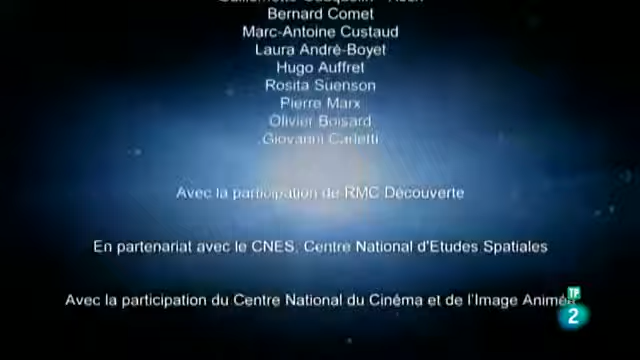 Bernard Comet
Marc-Antoine Custaud
Laura André-Boyet
Hugo Auffret
Rosita Suenson
Pierre Marx
Olivier Boisard
Giovanni Carletti
Avec la participation de RMC Découverte
En partenariat avec le CNES, Centre National d'Etudes Spatiales
Avec la participation du Centre National du Cinéma et de l'Image Animée
TP
2